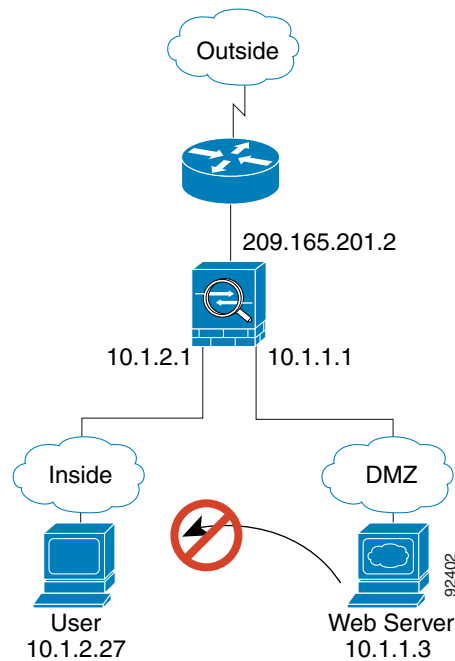 Outside
209.165.201.2
10.1.2.1
10.1.1.1
Inside
DMZ
User
10.1.2.27
Web Server
10.1.1.3
92402